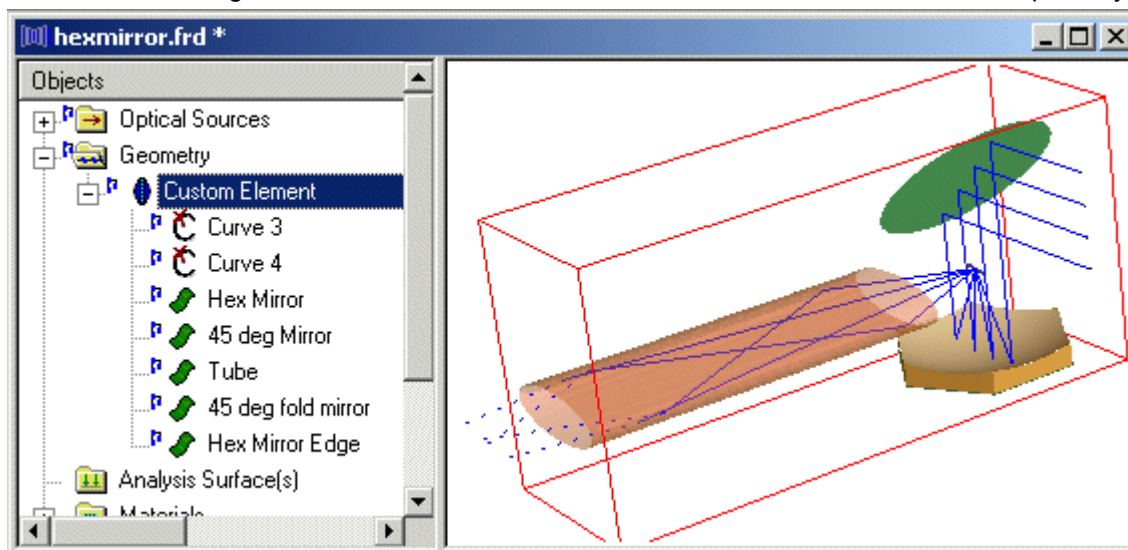 hexmirror.frd *
Objects
Optical Sources
Geometry
Custom Element
Curve 3
Curve 4
Hex Mirror
45 deg Mirror
Tube
45 deg fold mirror
Hex Mirror Edge
Analysis Surface(s)
Materials